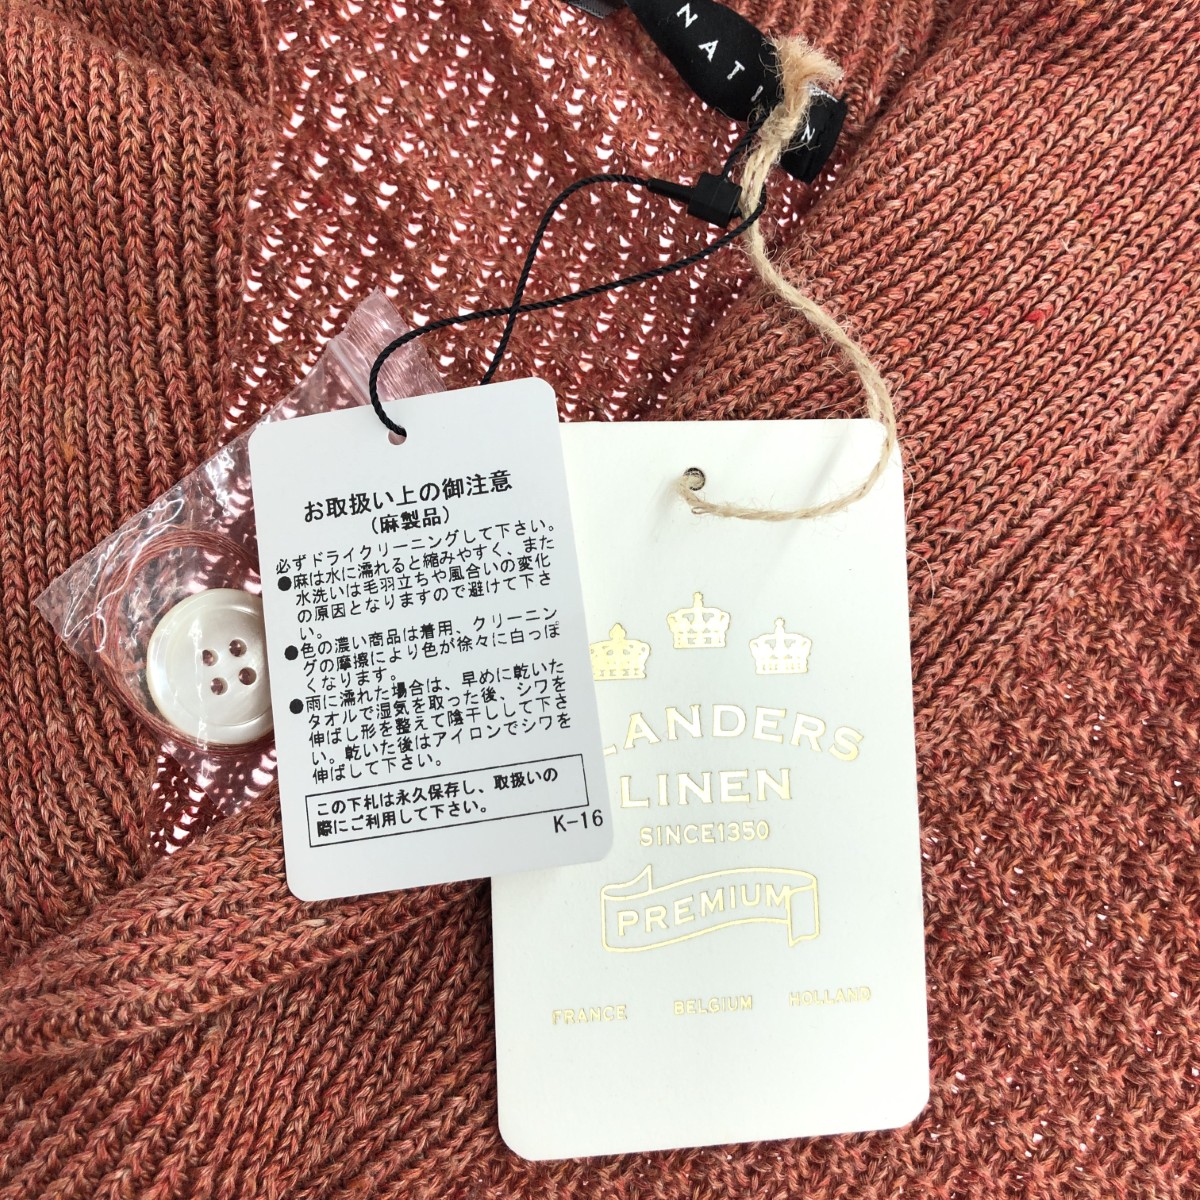 NAT
お取扱い上の御注意
(麻製品)
必ずドライクリーニングして下さい。
●麻は水に濡れると縮みやすく、また
水洗いは毛羽立ちや風合いの変化
の原因となりますので避けて下さ
い。
●色の濃い商品は着用、クリーニン
グの摩擦により色が徐々に白っぽ
くなります。
●雨に濡れた場合は、早めに乾いた
タオルで湿気を取った後、シワを
伸ばし形を整えて陰干しして下さ
い。乾いた後はアイロンでシワを
伸ばして下さい。
この下札は永久保存し、取扱いの
際にご利用して下さい。
K-16
LANDERS
LINEN
SINCE1350
PREMIUM
FRANCE BELGIUM HOLLAND